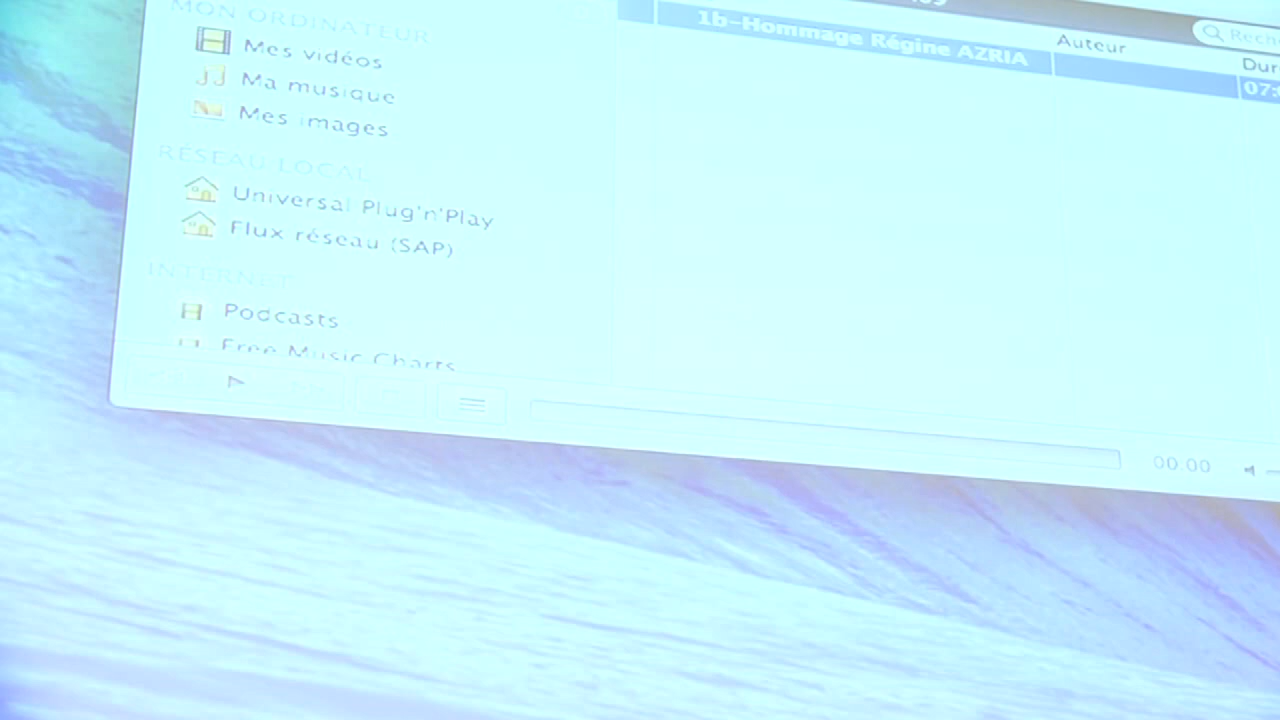 MON ORDINATEUR
Mes vidéos
Ma musique
Mes images
RÉSEAU LOCAL
Universal Plug'n'Play
Flux réseau (SAP)
INTERNET
Podcasts
Free Music Charts
1b-Hommage Régine AZRIA
Auteur
00:00